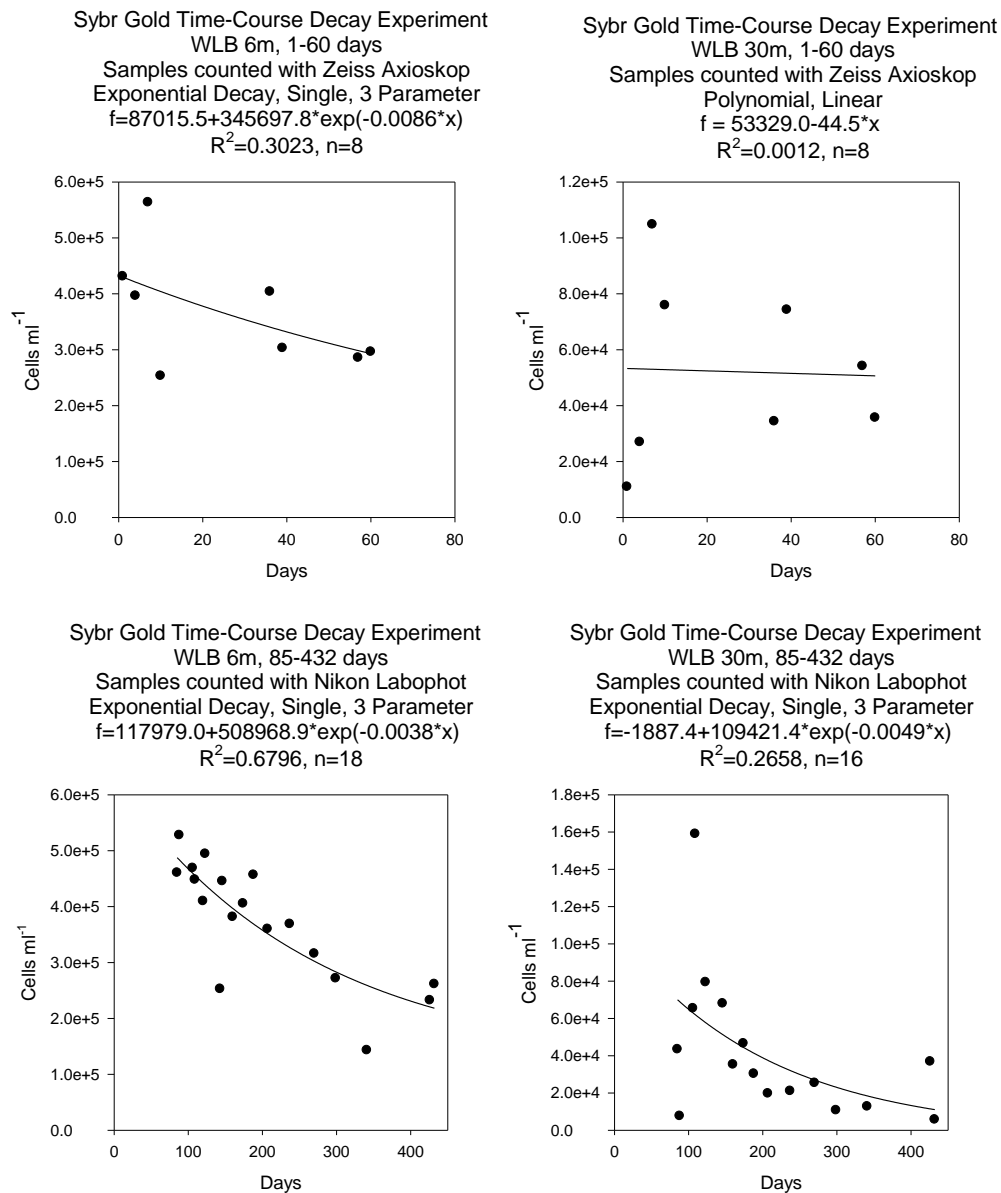 Sybr Gold Time-Course Decay Experiment
WLB 6m, 1-60 days
Samples counted with Zeiss Axioskop
Exponential Decay, Single, 3 Parameter
f=87015.5+345697.8*exp(-0.0086*x)
R²=0.3023, n=8
6.0e+5
5.0e+5
4.0e+5
3.0e+5
2.0e+5
1.0e+5
0.0
Cells ml⁻¹
0 20 40 60 80
Days
Sybr Gold Time-Course Decay Experiment
WLB 30m, 1-60 days
Samples counted with Zeiss Axioskop
Polynomial, Linear
f = 53329.0-44.5*x
R²=0.0012, n=8
1.2e+5
1.0e+5
8.0e+4
6.0e+4
4.0e+4
2.0e+4
0.0
Cells ml⁻¹
0 20 40 60 80
Days
Sybr Gold Time-Course Decay Experiment
WLB 6m, 85-432 days
Samples counted with Nikon Labophot
Exponential Decay, Single, 3 Parameter
f=117979.0+508968.9*exp(-0.0038*x)
R²=0.6796, n=18
6.0e+5
5.0e+5
4.0e+5
3.0e+5
2.0e+5
1.0e+5
0.0
Cells ml⁻¹
0 100 200 300 400
Days
Sybr Gold Time-Course Decay Experiment
WLB 30m, 85-432 days
Samples counted with Nikon Labophot
Exponential Decay, Single, 3 Parameter
f=-1887.4+109421.4*exp(-0.0049*x)
R²=0.2658, n=16
1.8e+5
1.6e+5
1.4e+5
1.2e+5
1.0e+5
8.0e+4
6.0e+4
4.0e+4
2.0e+4
0.0
Cells ml⁻¹
0 100 200 300 400
Days